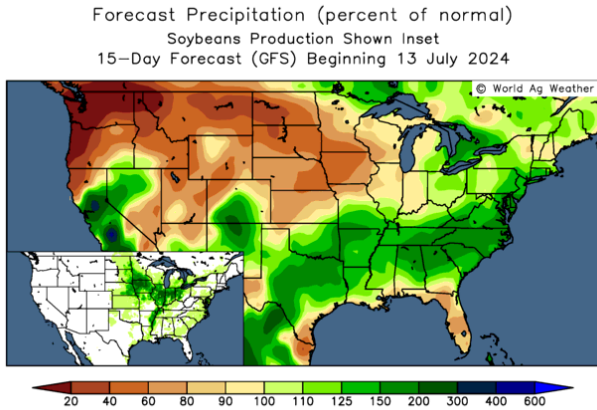 Forecast Precipitation (percent of normal)
Soybeans Production Shown Inset
15-Day Forecast (GFS) Beginning 13 July 2024
© World Ag Weather
20 40 60 80 90 100 110 125 150 200 300 400 600